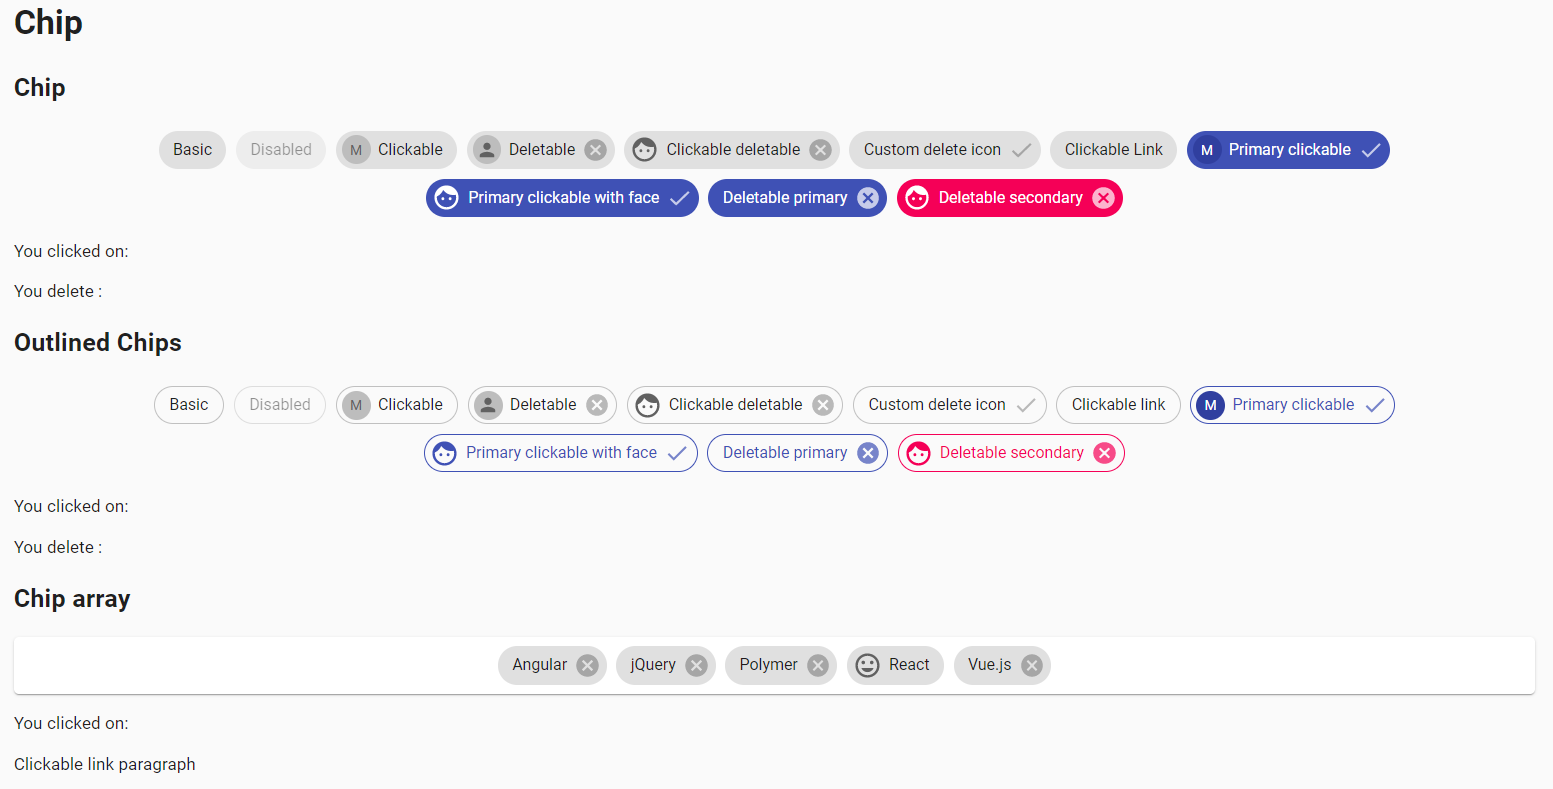 Chip
Chip
Basic Disabled M Clickable Deletable Clickable deletable Custom delete icon Clickable Link M Primary clickable
Primary clickable with face Deletable primary Deletable secondary
You clicked on:
You delete :
Outlined Chips
Basic Disabled M Clickable Deletable Clickable deletable Custom delete icon Clickable link M Primary clickable
Primary clickable with face Deletable primary Deletable secondary
You clicked on:
You delete :
Chip array
Angular jQuery Polymer React Vue.js
You clicked on:
Clickable link paragraph